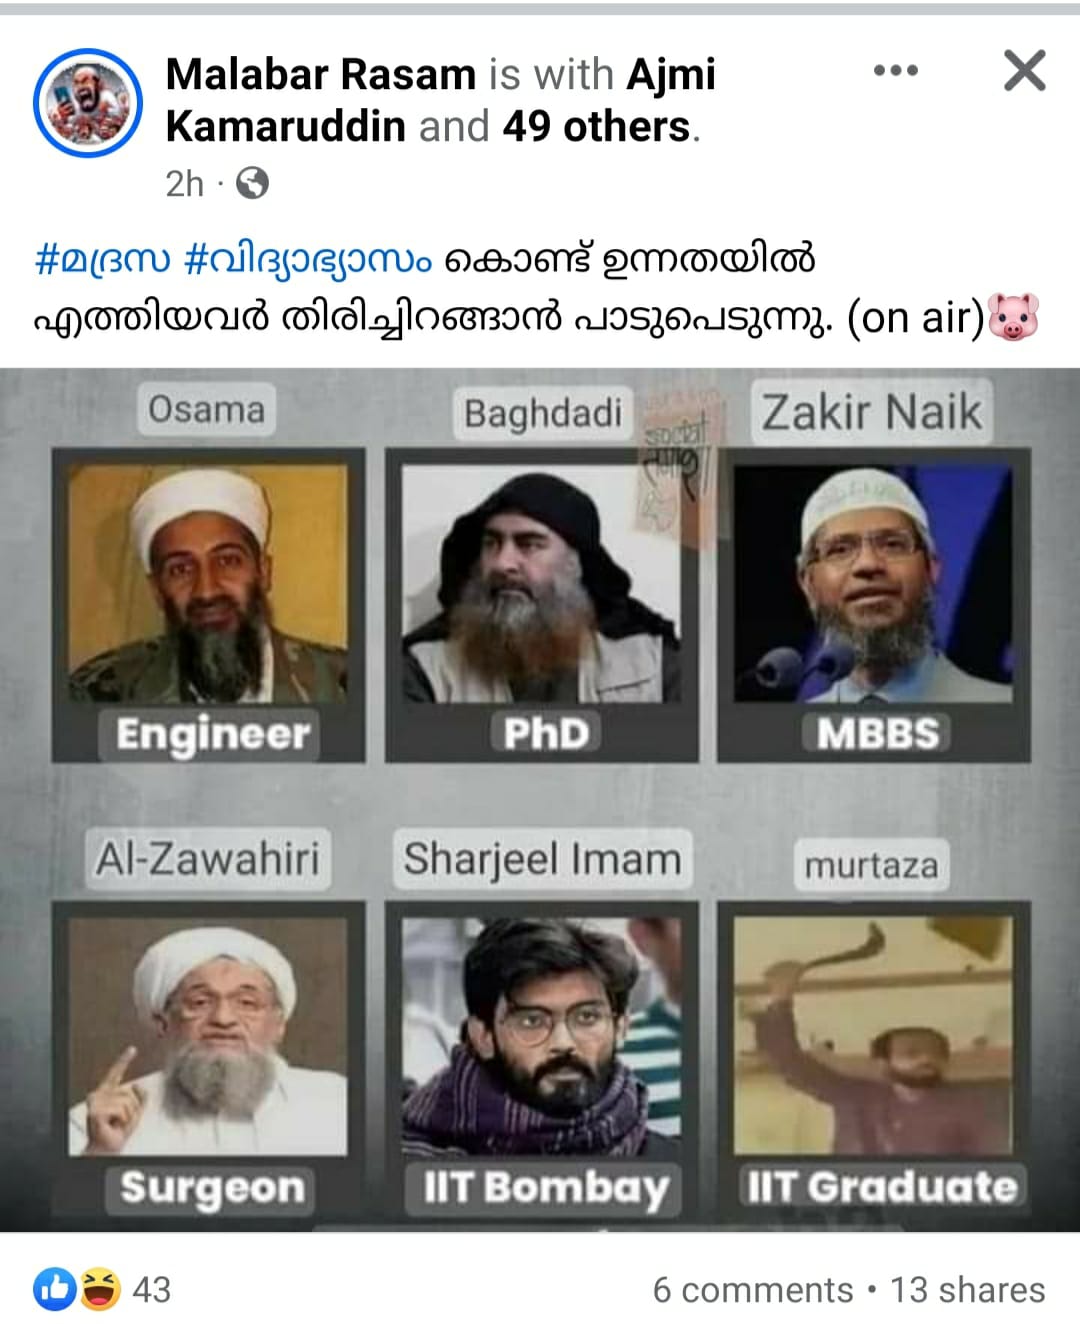 Malabar Rasam is with Ajmi
Kamaruddin and 49 others.
2h ·
#മദ്രസ #വിദ്യാഭ്യാസം കൊണ്ട് ഉന്നതയിൽ
എത്തിയവർ തിരിച്ചിറങ്ങാൻ പാടുപെടുന്നു. (on air)🐷
Osama
Baghdadi
Zakir Naik
social
Engineer
PhD
MBBS
Al-Zawahiri
Sharjeel Imam
murtaza
Surgeon
IIT Bombay
IIT Graduate
43
6 comments • 13 shares